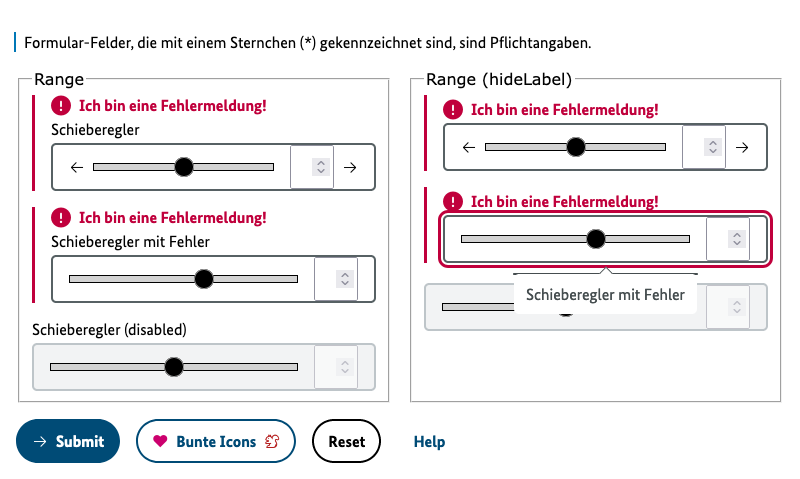 Formular-Felder, die mit einem Sternchen (*) gekennzeichnet sind, sind Pflichtangaben.
Range
Ich bin eine Fehlermeldung!
Schieberegler
Ich bin eine Fehlermeldung!
Schieberegler mit Fehler
Schieberegler (disabled)
Range (hideLabel)
Ich bin eine Fehlermeldung!
Ich bin eine Fehlermeldung!
Schieberegler mit Fehler
Submit
Bunte Icons
Reset
Help